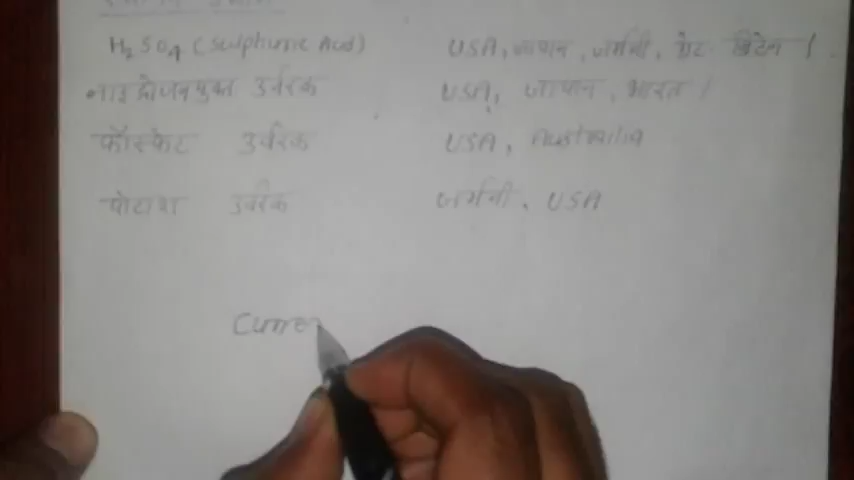 H₂SO₄ (Sulphuric Acid) USA, जापान, जर्मनी, ग्रेट ब्रिटेन ।
नाइट्रोजनयुक्त उर्वरक USA, जापान, भारत ।
फॉस्फेट उर्वरक USA, Australia
पोटाश उर्वरक जर्मनी, USA
Curre